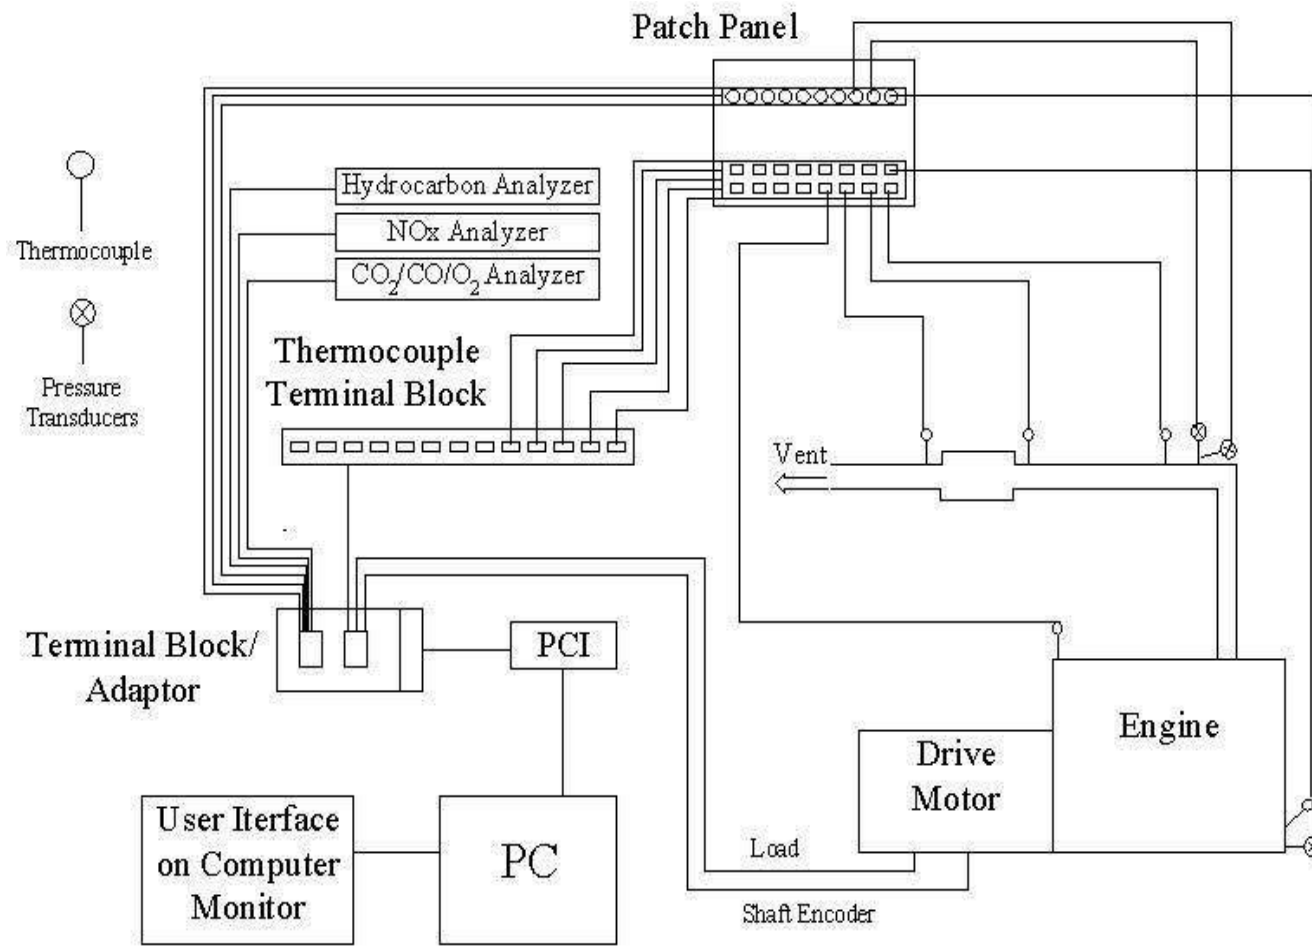 Patch Panel
Hydrocarbon Analyzer
NOx Analyzer
CO2/CO/O2 Analyzer
Thermocouple
Pressure
Transducers
Thermocouple
Terminal Block
Vent
Terminal Block/
Adaptor
PCI
Engine
Drive
Motor
User Iterface
on Computer
Monitor
PC
Load
Shaft Encoder